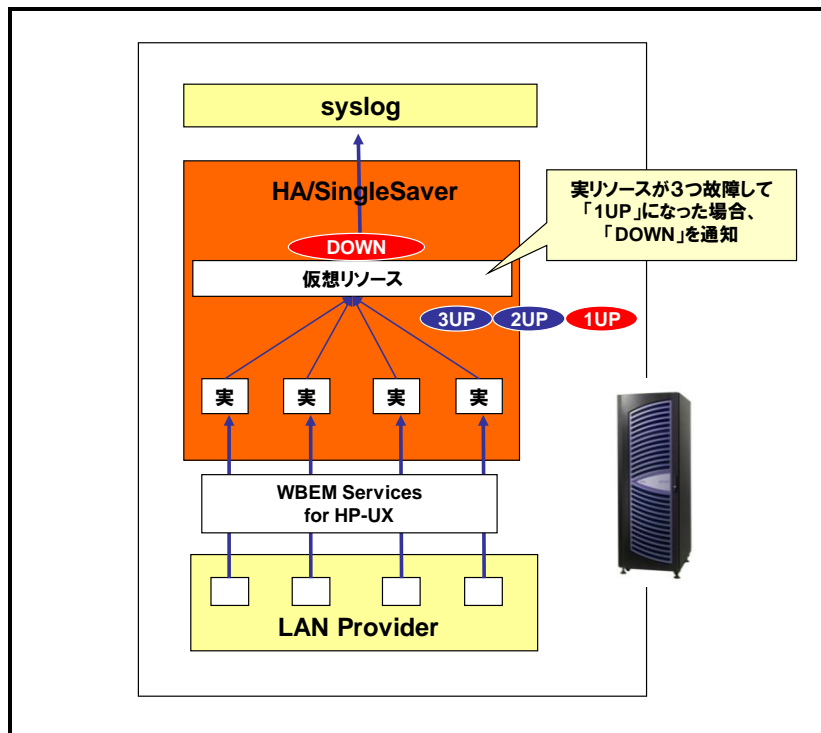 syslog
HA/SingleSaver
実リソースが３つ故障して
「1UP」になった場合、
「DOWN」を通知
DOWN
仮想リソース
3UP 2UP 1UP
実 実 実 実
WBEM Services
for HP-UX
LAN Provider